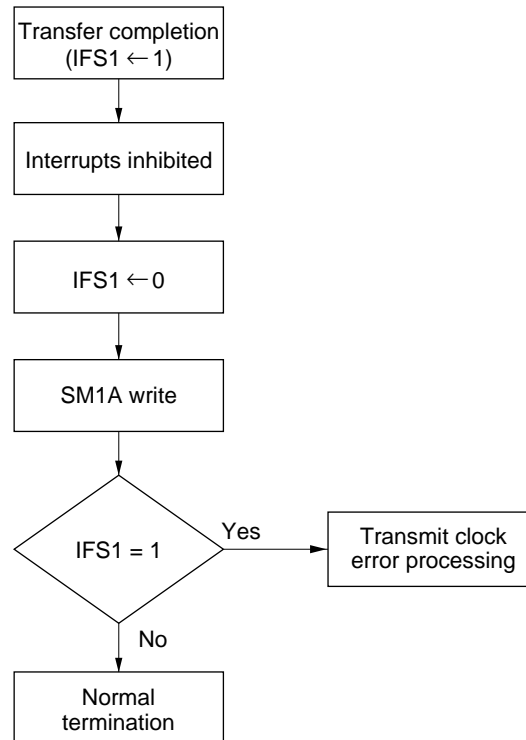 Transfer completion
(IFS1 ← 1)
Interrupts inhibited
IFS1 ← 0
SM1A write
IFS1 = 1
Yes
Transmit clock
error processing
No
Normal
termination